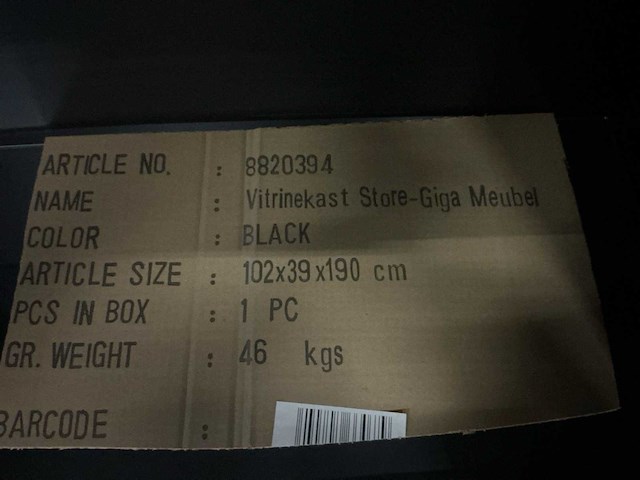 ARTICLE NO. : 8820394
NAME : Vitrinekast Store-Giga Meubel
COLOR : BLACK
ARTICLE SIZE : 102x39x190 cm
PCS IN BOX : 1 PC
GR. WEIGHT : 46 kgs
BARCODE :